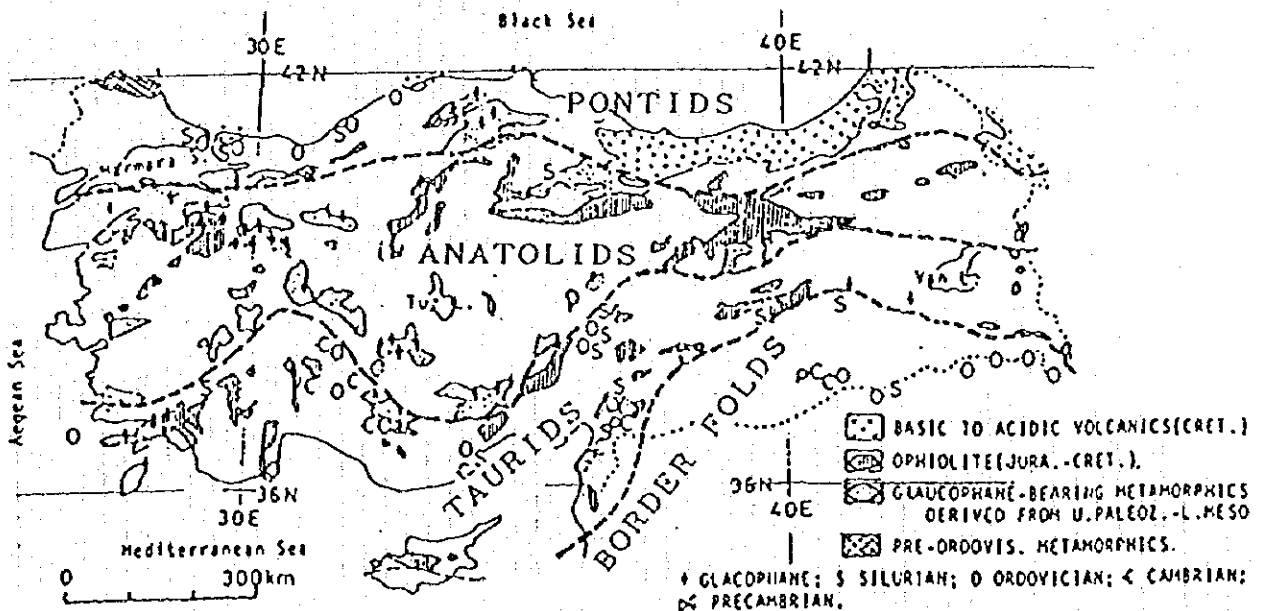 Black Sea
30E
40E
42N
42N
PONTIDS
S
O
S
O
S
O
O
S
O
Marmara
S
ANATOLIDS
Tu. L.
Van
Aegean Sea
O
S
O
S
S
S
C
O
O
C
O
C
C
O
S
O
O
O
O
C
TAURIDS
BORDER FOLDS
BASIC TO ACIDIC VOLCANICS(CRET.)
OPHIOLITE(JURA.-CRET.).
36N
36N
GLAUCOPHANE-BEARING METAMORPHICS
30E
40E
DERIVED FROM U.PALEOZ.-L.MESO
Mediterranean Sea
PRE-ORDOVIS. METAMORPHICS.
0 300km
GLACOPHANE; S SILURIAN; O ORDOVICIAN; C CAMBRIAN;
PRECAMBRIAN.